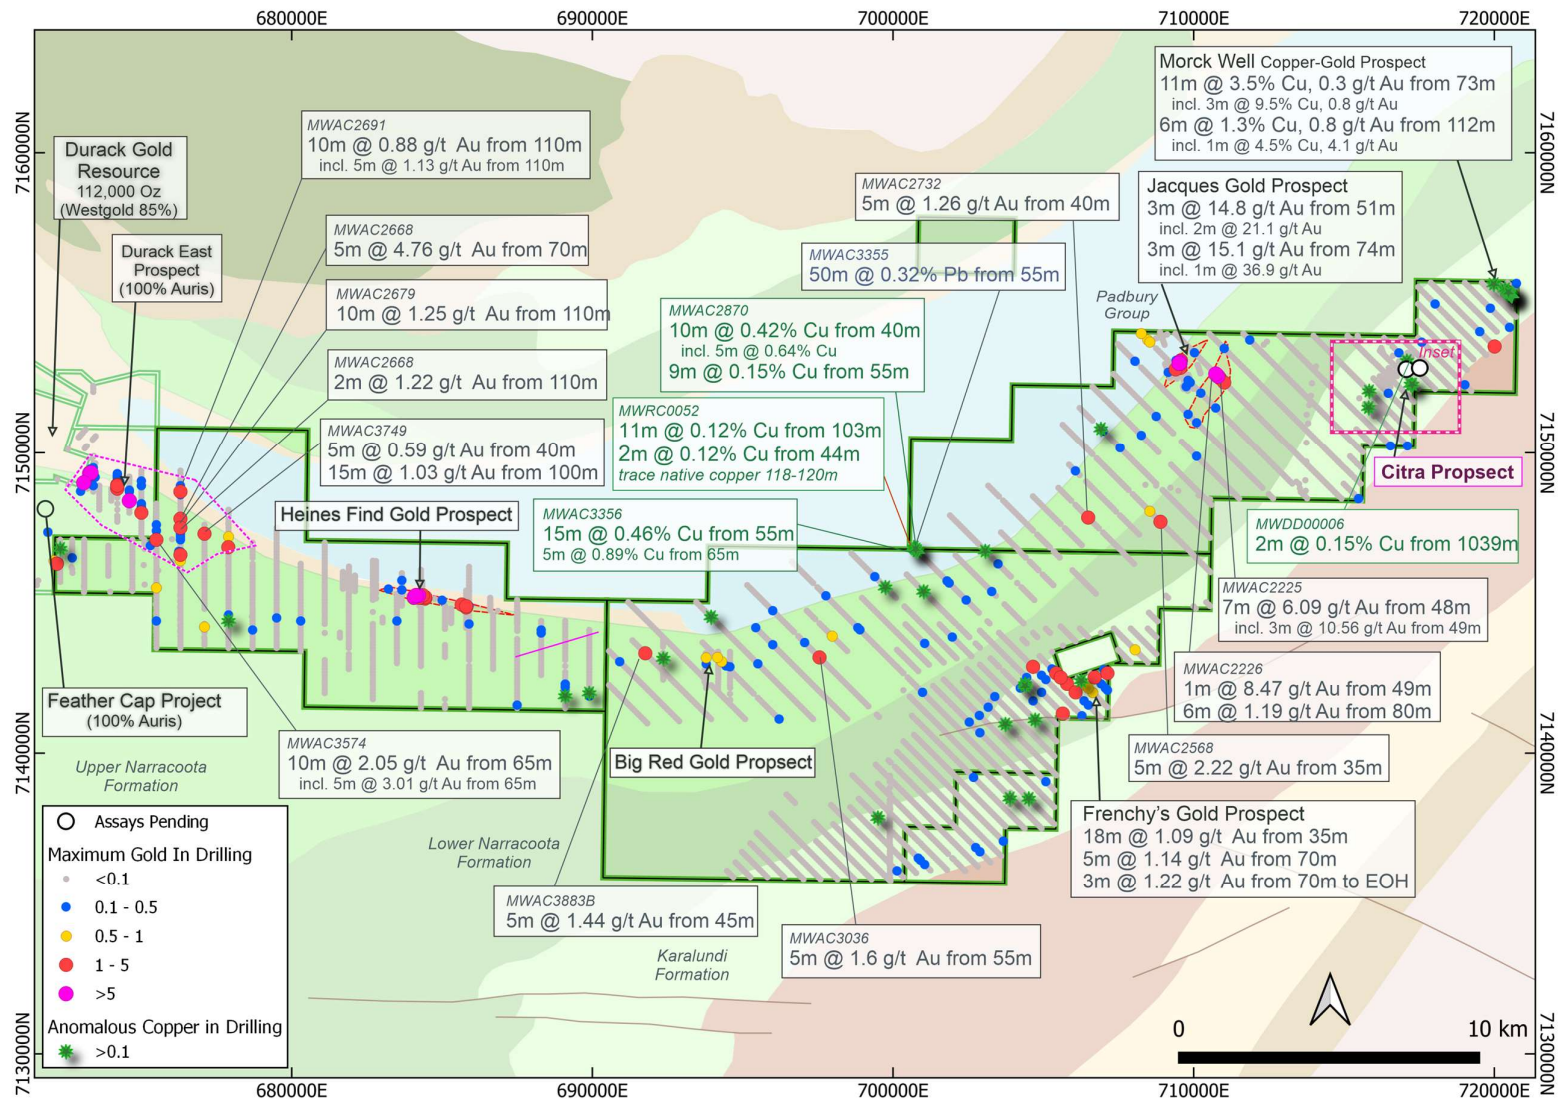 680000E
690000E
700000E
710000E
720000E
7160000N
7150000N
7140000N
7130000N
7160000N
7150000N
7140000N
7130000N
Morck Well Copper-Gold Prospect
11m @ 3.5% Cu, 0.3 g/t Au from 73m
incl. 3m @ 9.5% Cu, 0.8 g/t Au
6m @ 1.3% Cu, 0.8 g/t Au from 112m
incl. 1m @ 4.5% Cu, 4.1 g/t Au
MWAC2691
10m @ 0.88 g/t Au from 110m
incl. 5m @ 1.13 g/t Au from 110m
Durack Gold
Resource
112,000 Oz
(Westgold 85%)
MWAC2732
5m @ 1.26 g/t Au from 40m
Jacques Gold Prospect
3m @ 14.8 g/t Au from 51m
incl. 2m @ 21.1 g/t Au
3m @ 15.1 g/t Au from 74m
incl. 1m @ 36.9 g/t Au
MWAC2668
5m @ 4.76 g/t Au from 70m
Durack East
Prospect
(100% Auris)
MWAC3355
50m @ 0.32% Pb from 55m
Padbury
Group
MWAC2679
10m @ 1.25 g/t Au from 110m
MWAC2870
10m @ 0.42% Cu from 40m
incl. 5m @ 0.64% Cu
9m @ 0.15% Cu from 55m
Inset
MWAC2668
2m @ 1.22 g/t Au from 110m
MWRC0052
11m @ 0.12% Cu from 103m
2m @ 0.12% Cu from 44m
trace native copper 118-120m
MWAC3749
5m @ 0.59 g/t Au from 40m
15m @ 1.03 g/t Au from 100m
Citra Propsect
Heines Find Gold Prospect
MWAC3356
15m @ 0.46% Cu from 55m
5m @ 0.89% Cu from 65m
MWDD00006
2m @ 0.15% Cu from 1039m
MWAC2225
7m @ 6.09 g/t Au from 48m
incl. 3m @ 10.56 g/t Au from 49m
MWAC2226
1m @ 8.47 g/t Au from 49m
6m @ 1.19 g/t Au from 80m
Feather Cap Project
(100% Auris)
MWAC3574
10m @ 2.05 g/t Au from 65m
incl. 5m @ 3.01 g/t Au from 65m
Big Red Gold Propsect
MWAC2568
5m @ 2.22 g/t Au from 35m
Upper Narracoota
Formation
Frenchy's Gold Prospect
18m @ 1.09 g/t Au from 35m
5m @ 1.14 g/t Au from 70m
3m @ 1.22 g/t Au from 70m to EOH
Lower Narracoota
Formation
MWAC3883B
5m @ 1.44 g/t Au from 45m
MWAC3036
5m @ 1.6 g/t Au from 55m
Karalundi
Formation
Assays Pending
Maximum Gold In Drilling
<0.1
0.1 - 0.5
0.5 - 1
1 - 5
>5
Anomalous Copper in Drilling
>0.1
0
10 km
680000E
690000E
700000E
710000E
720000E